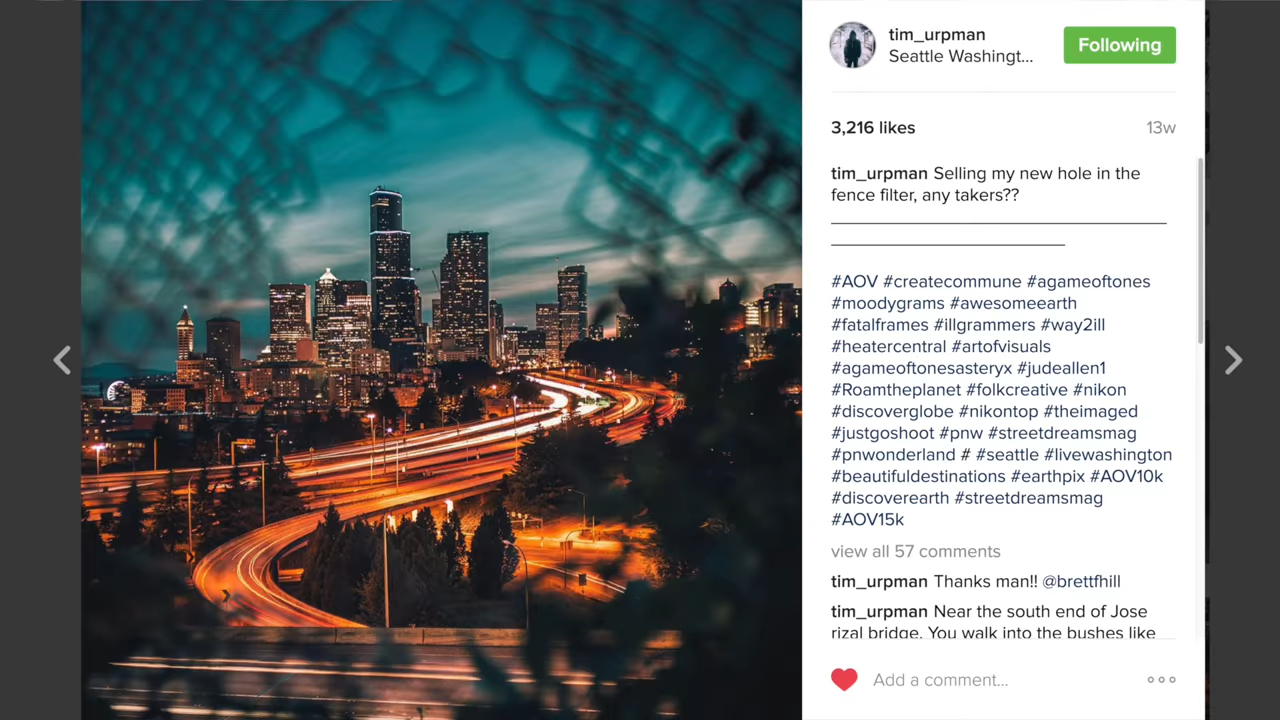 tim_urpman
Seattle Washingt...
Following
3,216 likes
13w
tim_urpman Selling my new hole in the
fence filter, any takers??
#AOV #createcommune #agameoftones
#moodygrams #awesomeearth
#fatalframes #illgrammers #way2ill
#heatercentral #artofvisuals
#agameoftonesasteryx #judeallen1
#Roamtheplanet #folkcreative #nikon
#discoverglobe #nikontop #theimaged
#justgoshoot #pnw #streetdreamsmag
#pnwonderland # #seattle #livewashington
#beautifuldestinations #earthpix #AOV10k
#discoverearth #streetdreamsmag
#AOV15k
view all 57 comments
tim_urpman Thanks man!! @brettfhill
tim_urpman Near the south end of Jose
rizal bridge. You walk into the bushes like
Add a comment...